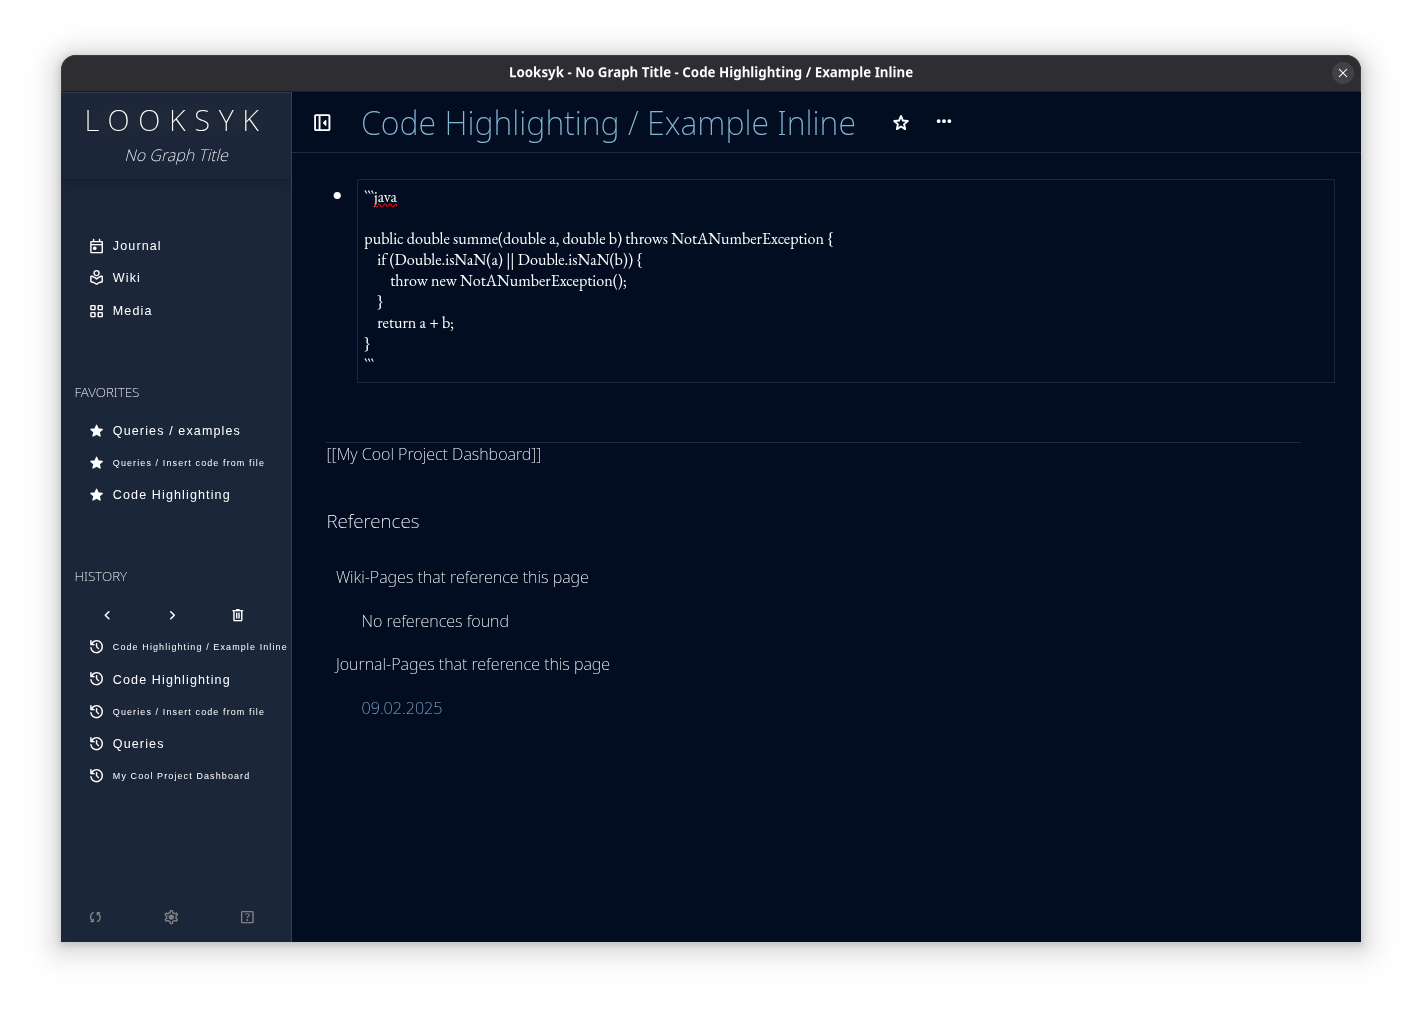 Looksyk - No Graph Title - Code Highlighting / Example Inline
LOOKSYK
No Graph Title
Journal
Wiki
Media
FAVORITES
Queries / examples
Queries / Insert code from file
Code Highlighting
HISTORY
Code Highlighting / Example Inline
Code Highlighting
Queries / Insert code from file
Queries
My Cool Project Dashboard
Code Highlighting / Example Inline
```java
public double summe(double a, double b) throws NotANumberException {
    if (Double.isNaN(a) || Double.isNaN(b)) {
        throw new NotANumberException();
    }
    return a + b;
}
```
[[My Cool Project Dashboard]]
References
Wiki-Pages that reference this page
No references found
Journal-Pages that reference this page
09.02.2025